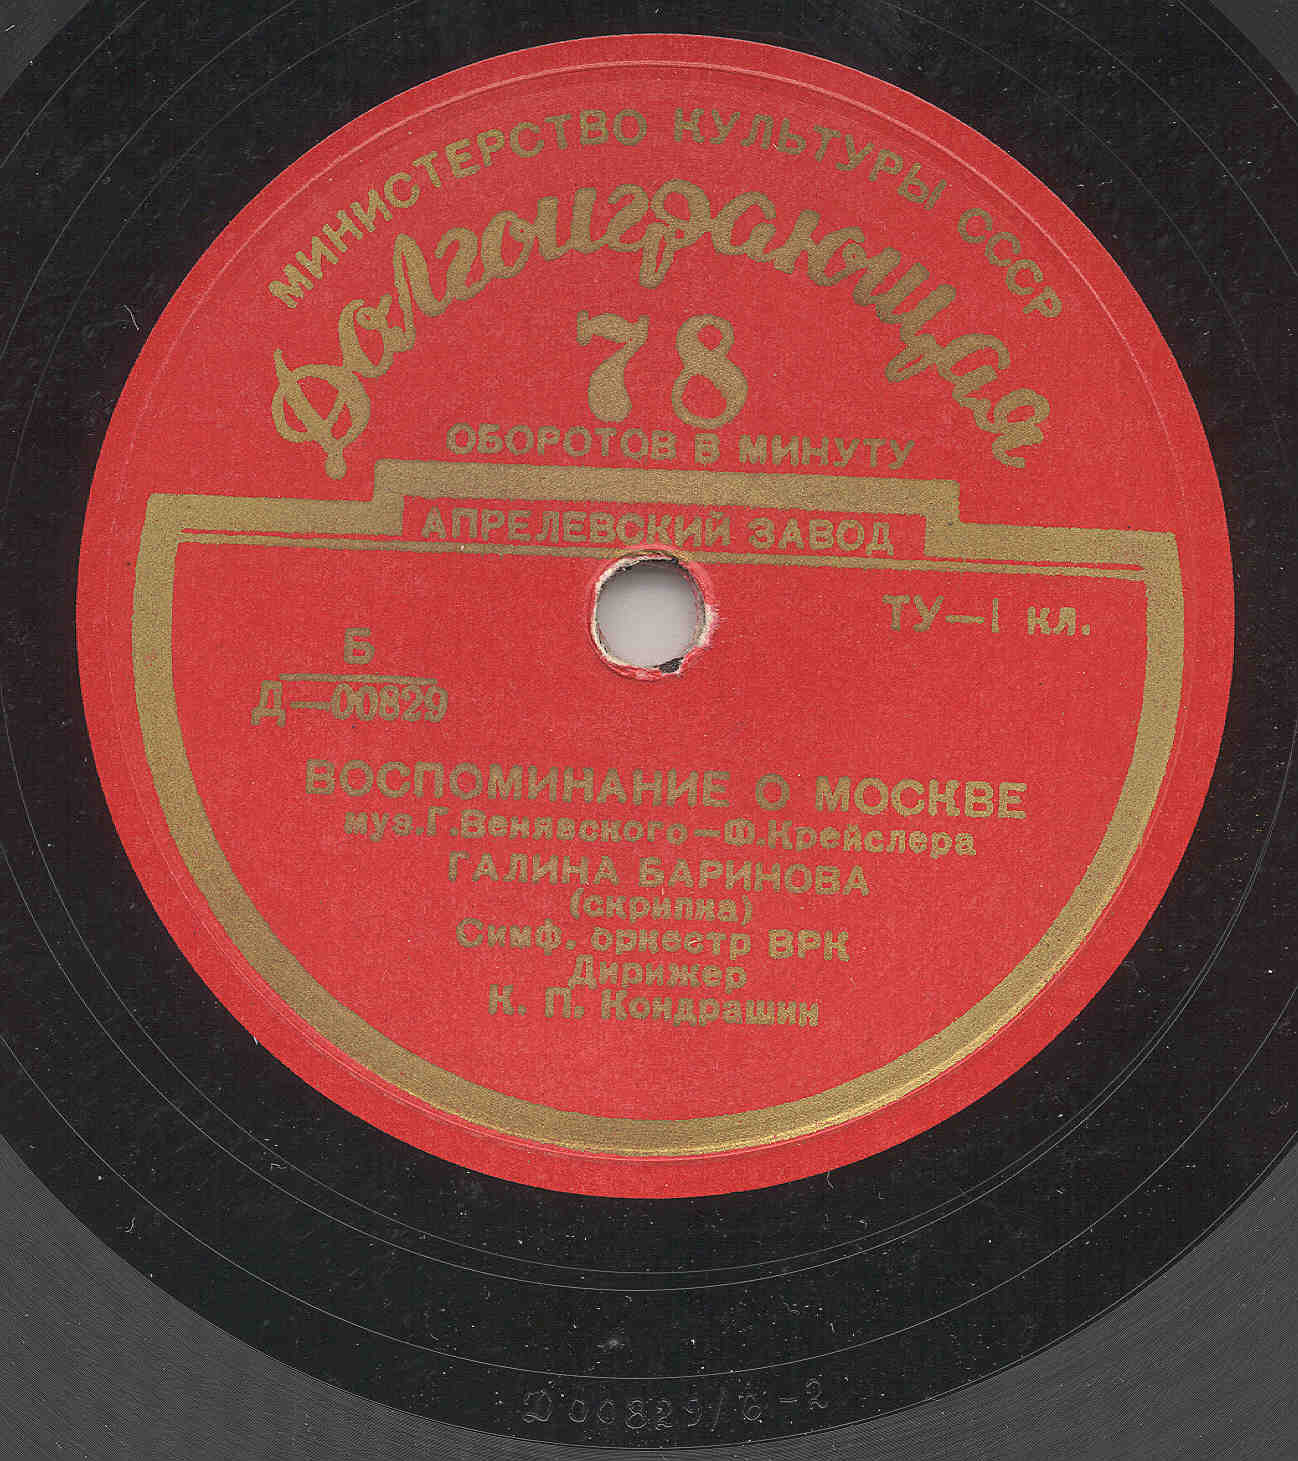 МИНИСТЕРСТВО КУЛЬТУРЫ СССР
Долгоиграющая
78
ОБОРОТОВ В МИНУТУ
АПРЕЛЕВСКИЙ ЗАВОД
ТУ—I кл.
Б
Д—00829
ВОСПОМИНАНИЕ О МОСКВЕ
муз. Г. Венявского—Ф. Крейслера
ГАЛИНА БАРИНОВА
(скрипка)
Симф. оркестр ВРК
Дирижер
К. П. Кондрашин
Д 00829/б-2